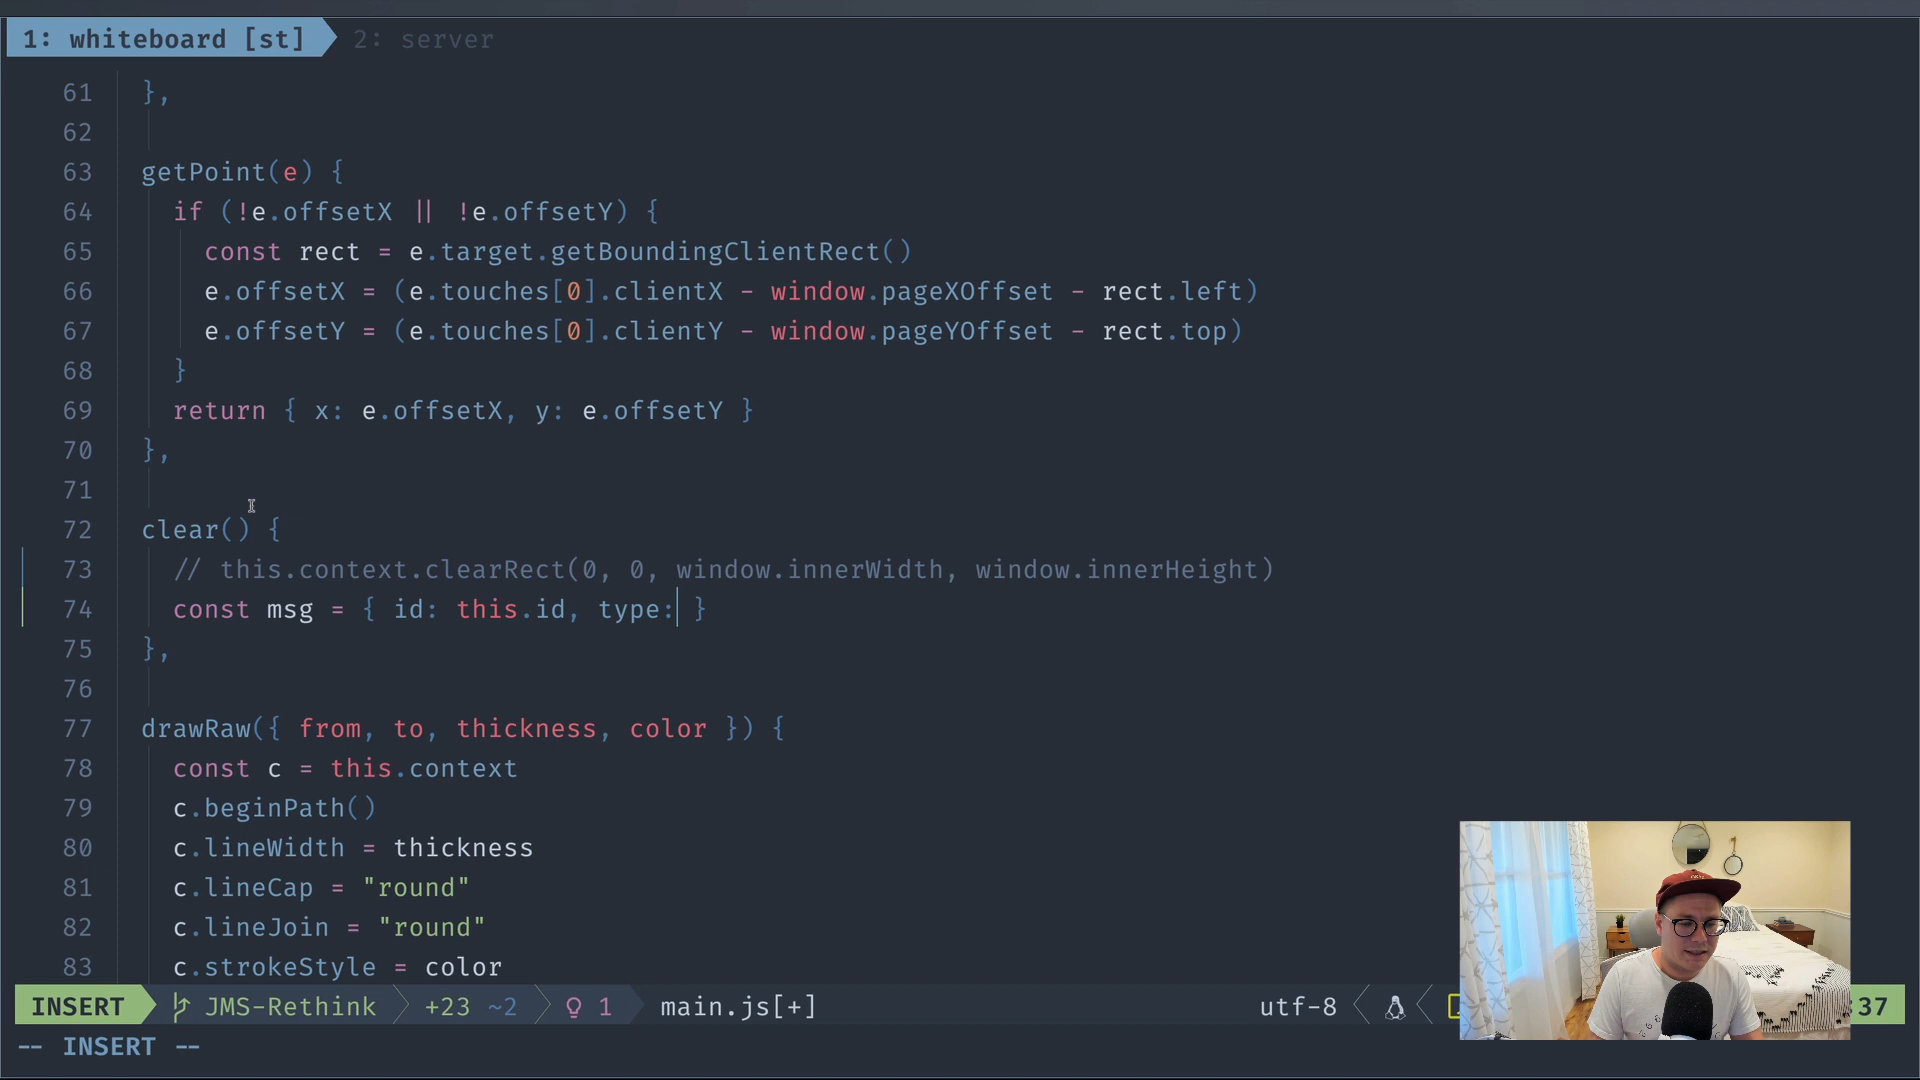 1: whiteboard [st] 2: server
61 },
62
63 getPoint(e) {
64 if (!e.offsetX || !e.offsetY) {
65 const rect = e.target.getBoundingClientRect()
66 e.offsetX = (e.touches[0].clientX - window.pageXOffset - rect.left)
67 e.offsetY = (e.touches[0].clientY - window.pageYOffset - rect.top)
68 }
69 return { x: e.offsetX, y: e.offsetY }
70 },
71
72 clear() {
73 // this.context.clearRect(0, 0, window.innerWidth, window.innerHeight)
74 const msg = { id: this.id, type: }
75 },
76
77 drawRaw({ from, to, thickness, color }) {
78 const c = this.context
79 c.beginPath()
80 c.lineWidth = thickness
81 c.lineCap = "round"
82 c.lineJoin = "round"
83 c.strokeStyle = color
INSERT JMS-Rethink +23 ~2 1 main.js[+] utf-8 :37
-- INSERT --